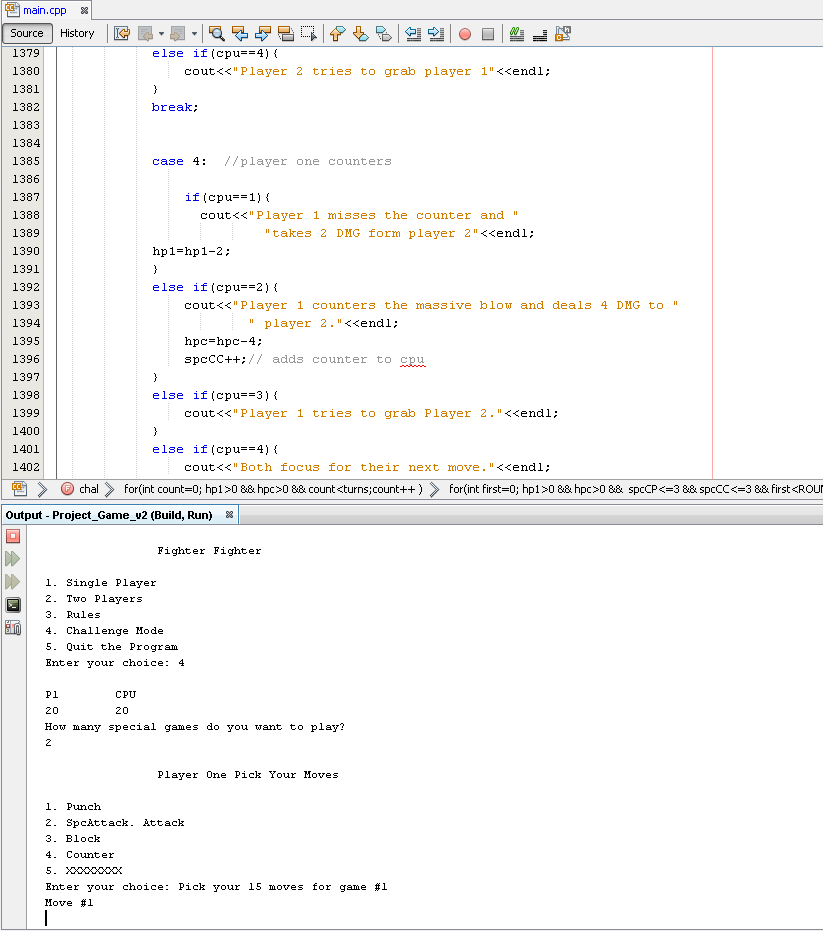 main.cpp
Source History
1379 else if(cpu==4){
1380 cout<<"Player 2 tries to grab player 1"<<endl;
1381 }
1382 break;
1383
1384
1385 case 4:  //player one counters
1386
1387 if(cpu==1){
1388 cout<<"Player 1 misses the counter and "
1389 "takes 2 DMG form player 2"<<endl;
1390 hp1=hp1-2;
1391 }
1392 else if(cpu==2){
1393 cout<<"Player 1 counters the massive blow and deals 4 DMG to "
1394 " player 2."<<endl;
1395 hpc=hpc-4;
1396 spcCC++;// adds counter to cpu
1397 }
1398 else if(cpu==3){
1399 cout<<"Player 1 tries to grab Player 2."<<endl;
1400 }
1401 else if(cpu==4){
1402 cout<<"Both focus for their next move."<<endl;
chal for(int count=0; hp1>0 && hpc>0 && count<turns;count++ ) for(int first=0; hp1>0 && hpc>0 && spcCP<=3 && spcCC<=3 && first<ROUN
Output - Project_Game_v2 (Build, Run)
Fighter Fighter
1. Single Player
2. Two Players
3. Rules
4. Challenge Mode
5. Quit the Program
Enter your choice: 4
P1 CPU
20 20
How many special games do you want to play?
2
Player One Pick Your Moves
1. Punch
2. SpcAttack. Attack
3. Block
4. Counter
5. XXXXXXXX
Enter your choice: Pick your 15 moves for game #1
Move #1